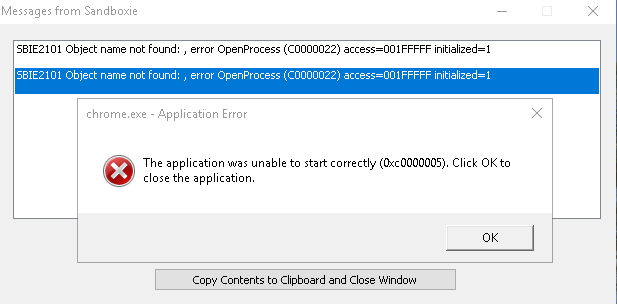 Messages from Sandboxie
SBIE2101 Object name not found: , error OpenProcess (C0000022) access=001FFFFF initialized=1
SBIE2101 Object name not found: , error OpenProcess (C0000022) access=001FFFFF initialized=1
chrome.exe - Application Error
The application was unable to start correctly (0xc0000005). Click OK to
close the application.
OK
Copy Contents to Clipboard and Close Window